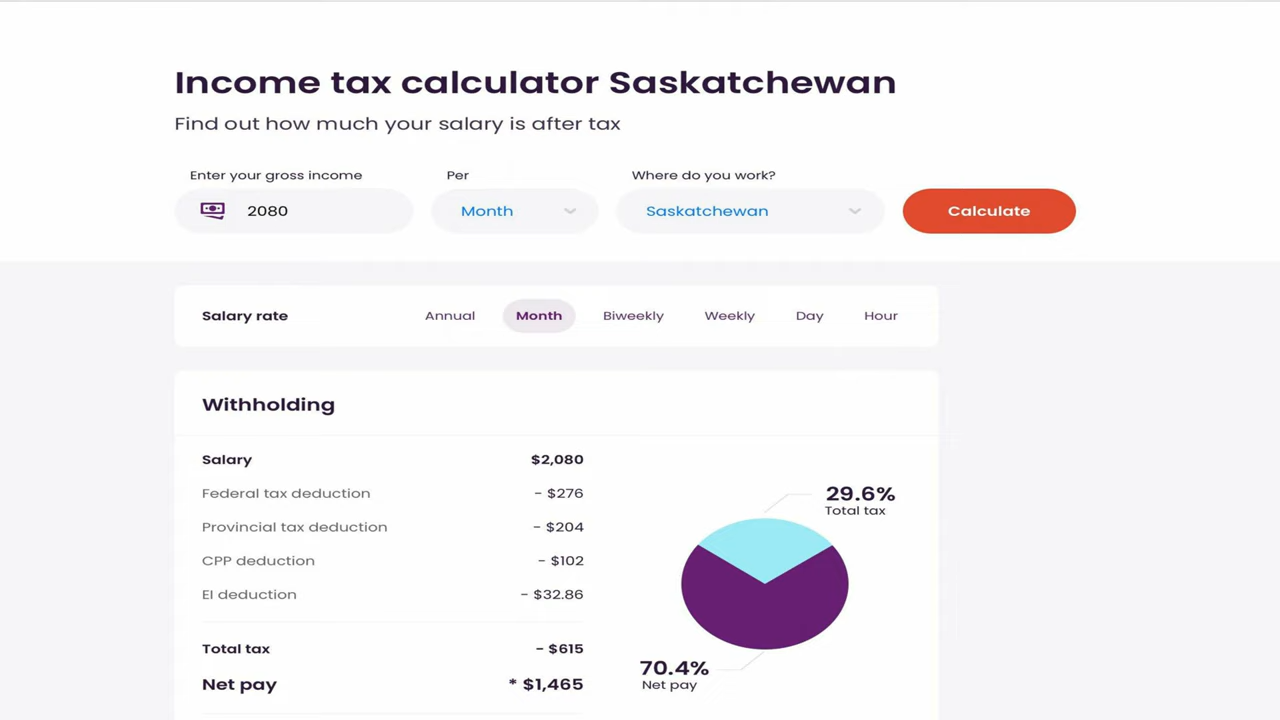 Income tax calculator Saskatchewan
Find out how much your salary is after tax
Enter your gross income Per Where do you work?
2080 Month Saskatchewan Calculate
Salary rate Annual Month Biweekly Weekly Day Hour
Withholding
Salary $2,080
Federal tax deduction - $276
Provincial tax deduction - $204
CPP deduction - $102
EI deduction - $32.86
Total tax - $615
Net pay * $1,465
29.6%
Total tax
70.4%
Net pay